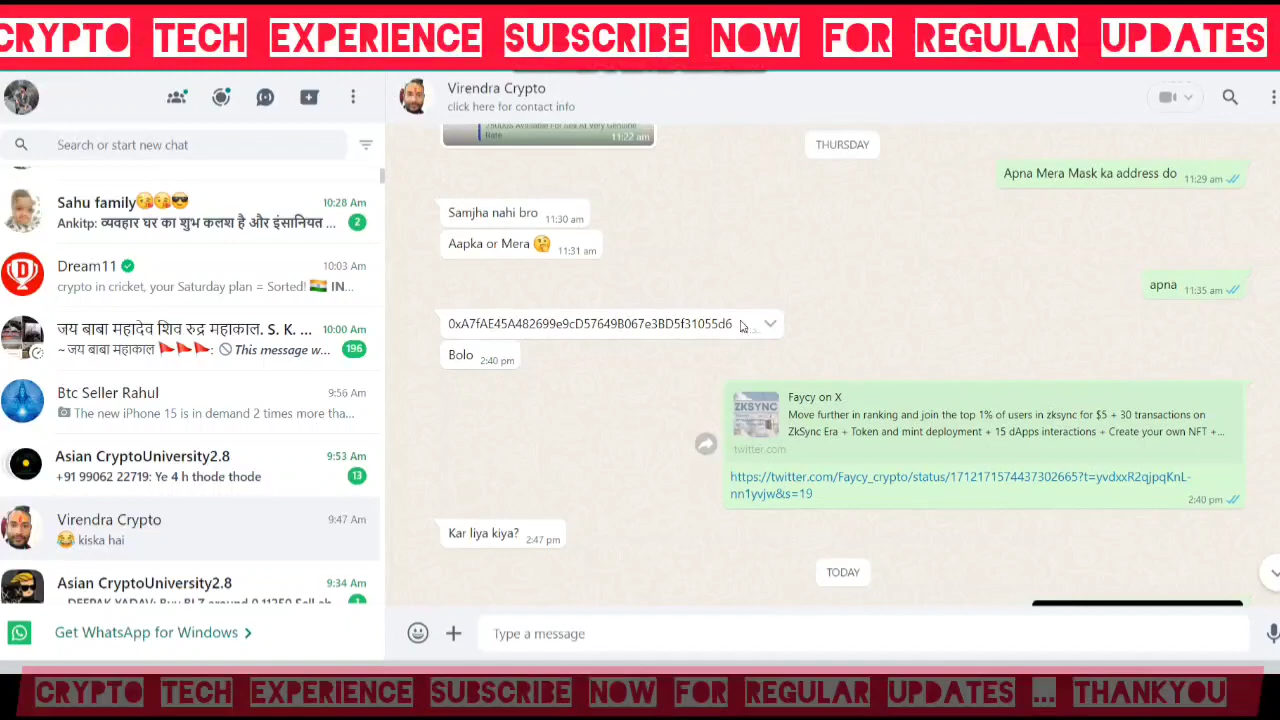 CRYPTO TECH EXPERIENCE SUBSCRIBE NOW FOR REGULAR UPDATES
Search or start new chat
Sahu family😘😘😎
10:28 AM
Ankitp: व्यवहार घर का शुभ कलश है और इंसानियत ...
2
Dream11
10:03 AM
crypto in cricket, your Saturday plan = Sorted! 🇮🇳 IN...
जय बाबा महादेव शिव रुद्र महाकाल. S. K. ...
10:00 AM
~ जय बाबा महाकाल 🚩🚩🚩: This message w...
196
Btc Seller Rahul
9:56 AM
The new iPhone 15 is in demand 2 times more tha...
Asian CryptoUniversity2.8
9:53 AM
+91 99062 22719: Ye 4 h thode thode
13
Virendra Crypto
9:47 AM
😂 kiska hai
Asian CryptoUniversity2.8
9:34 AM
Get WhatsApp for Windows
Virendra Crypto
click here for contact info
Available For Sell At Very Genuine
Rate
11:22 am
THURSDAY
Apna Mera Mask ka address do
11:29 am
Samjha nahi bro
11:30 am
Aapka or Mera 🤔
11:31 am
apna
11:35 am
0xA7fAE45A482699e9cD57649B067e3BD5f31055d6
Bolo
2:40 pm
ZKSYNC
Faycy on X
Move further in ranking and join the top 1% of users in zksync for $5 + 30 transactions on
ZkSync Era + Token and mint deployment + 15 dApps interactions + Create your own NFT +...
twitter.com
https://twitter.com/Faycy_crypto/status/1712171574437302665?t=yvdxxR2qjpqKnL-
nn1yvjw&s=19
2:40 pm
Kar liya kiya?
2:47 pm
TODAY
Type a message
CRYPTO TECH EXPERIENCE SUBSCRIBE NOW FOR REGULAR UPDATES ... THANKYOU